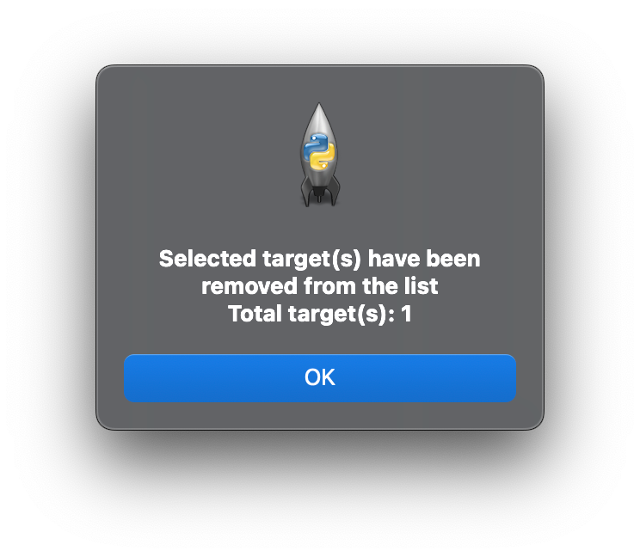 Selected target(s) have been
removed from the list
Total target(s): 1
OK